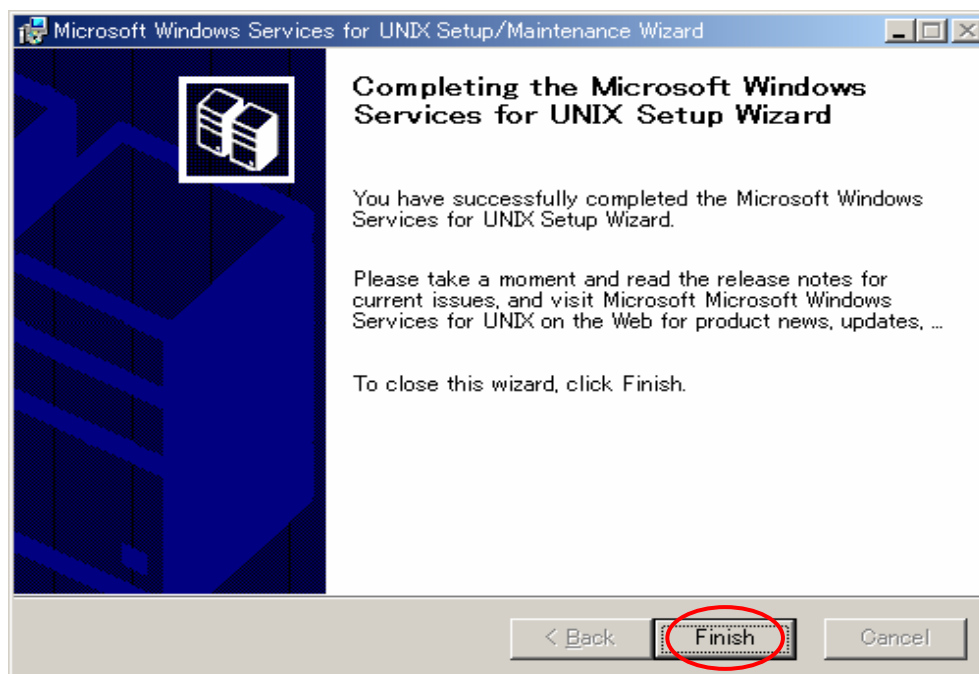 Microsoft Windows Services for UNIX Setup/Maintenance Wizard
Completing the Microsoft Windows
Services for UNIX Setup Wizard
You have successfully completed the Microsoft Windows
Services for UNIX Setup Wizard.
Please take a moment and read the release notes for
current issues, and visit Microsoft Microsoft Windows
Services for UNIX on the Web for product news, updates, ...
To close this wizard, click Finish.
< Back Finish Cancel